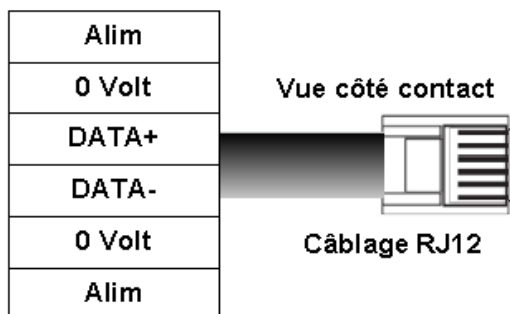 Alim
0 Volt
DATA+
DATA-
0 Volt
Alim
Vue côté contact
Câblage RJ12